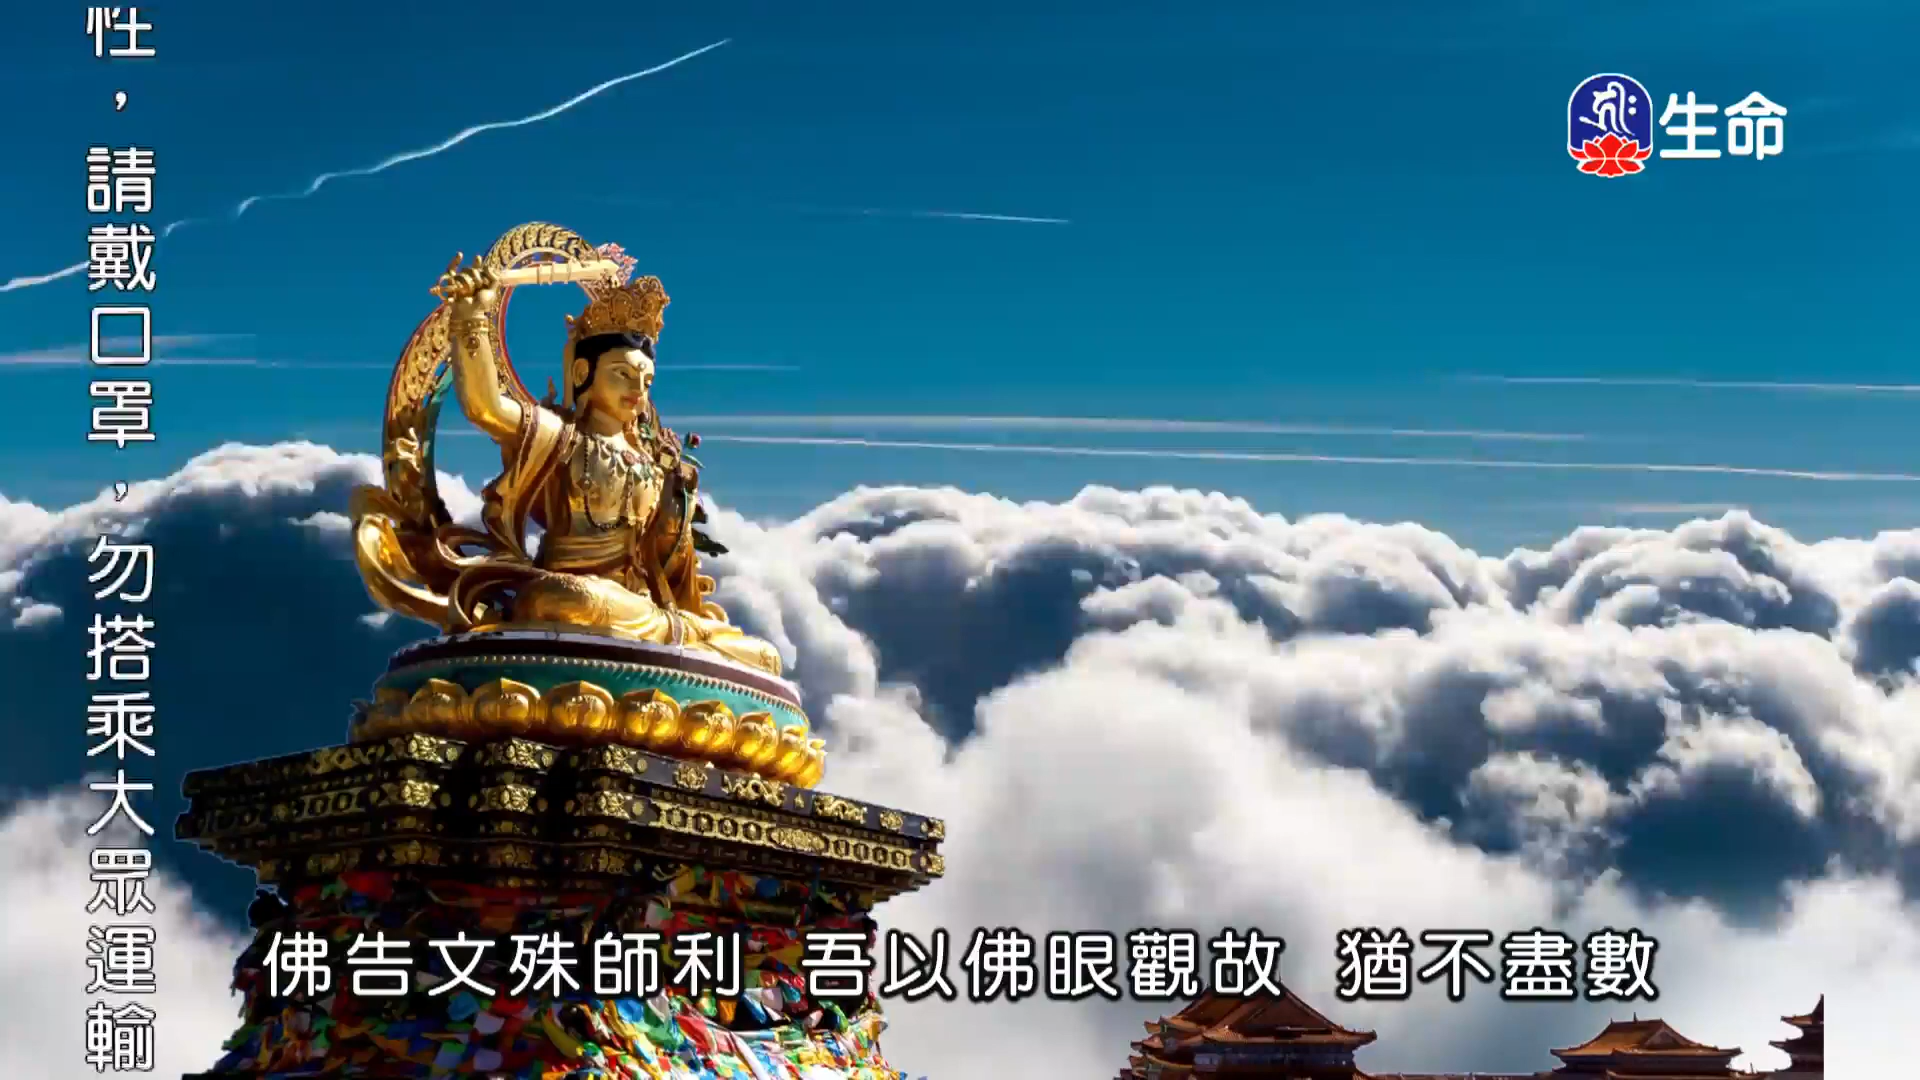 性，請戴口罩，勿搭乘大眾運輸
生命
佛告文殊師利 吾以佛眼觀故 猶不盡數